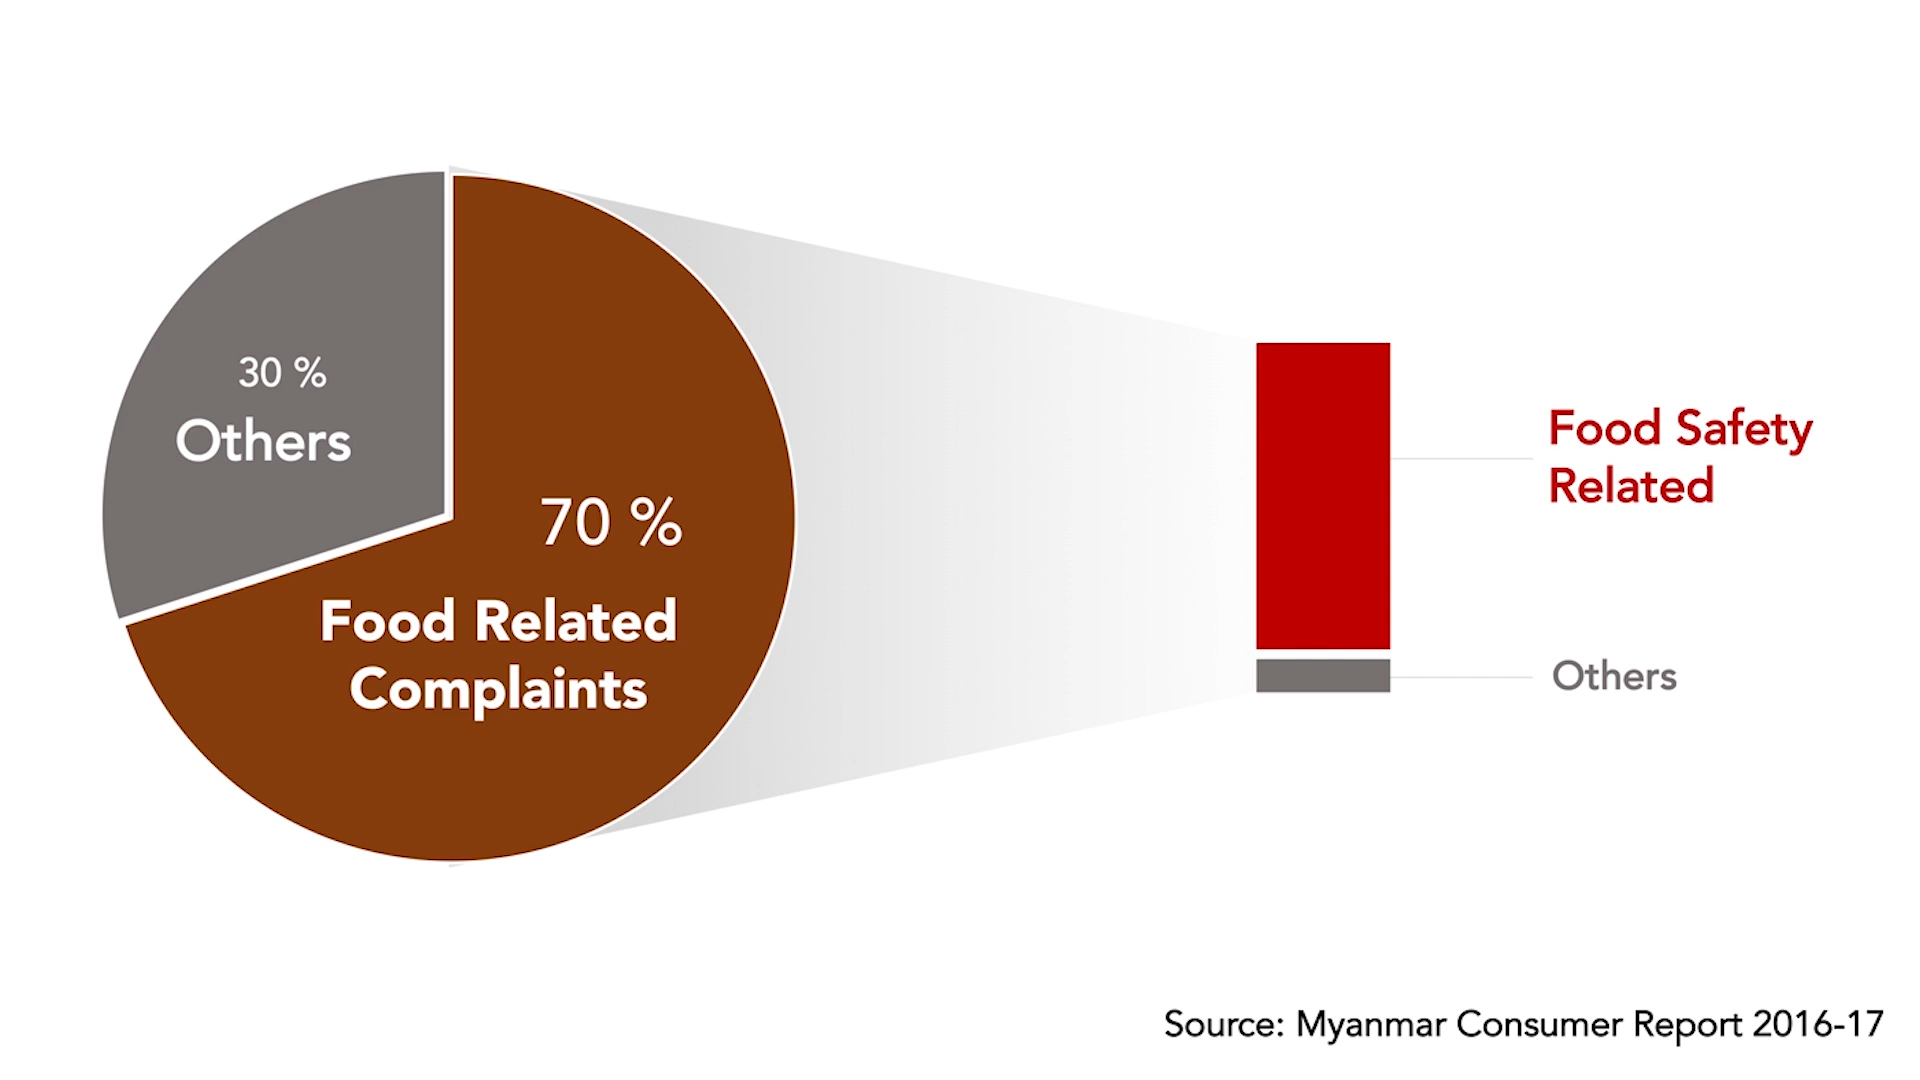 30 %
Others
70 %
Food Related
Complaints
Food Safety
Related
Others
Source: Myanmar Consumer Report 2016-17